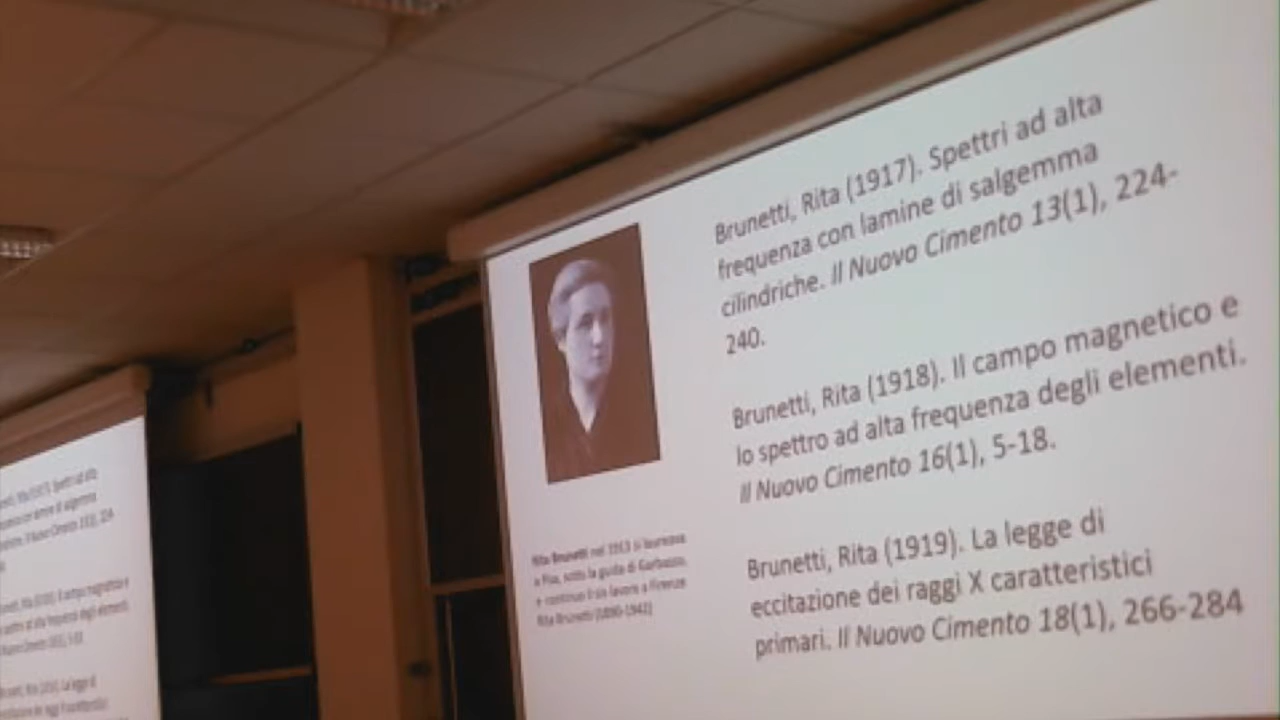 Brunetti, Rita (1917). Spettri ad alta
frequenza con lamine di salgemma
cilindriche. Il Nuovo Cimento 13(1), 224-
240.
Brunetti, Rita (1918). Il campo magnetico e
lo spettro ad alta frequenza degli elementi.
Il Nuovo Cimento 16(1), 5-18.
Brunetti, Rita (1919). La legge di
eccitazione dei raggi X caratteristici
primari. Il Nuovo Cimento 18(1), 266-284
Rita Brunetti nel 1913 si laureava
a Pisa, sotto la guida di Garbasso,
e continuo il suo lavoro a Firenze
Rita Brunetti (1890-1942)